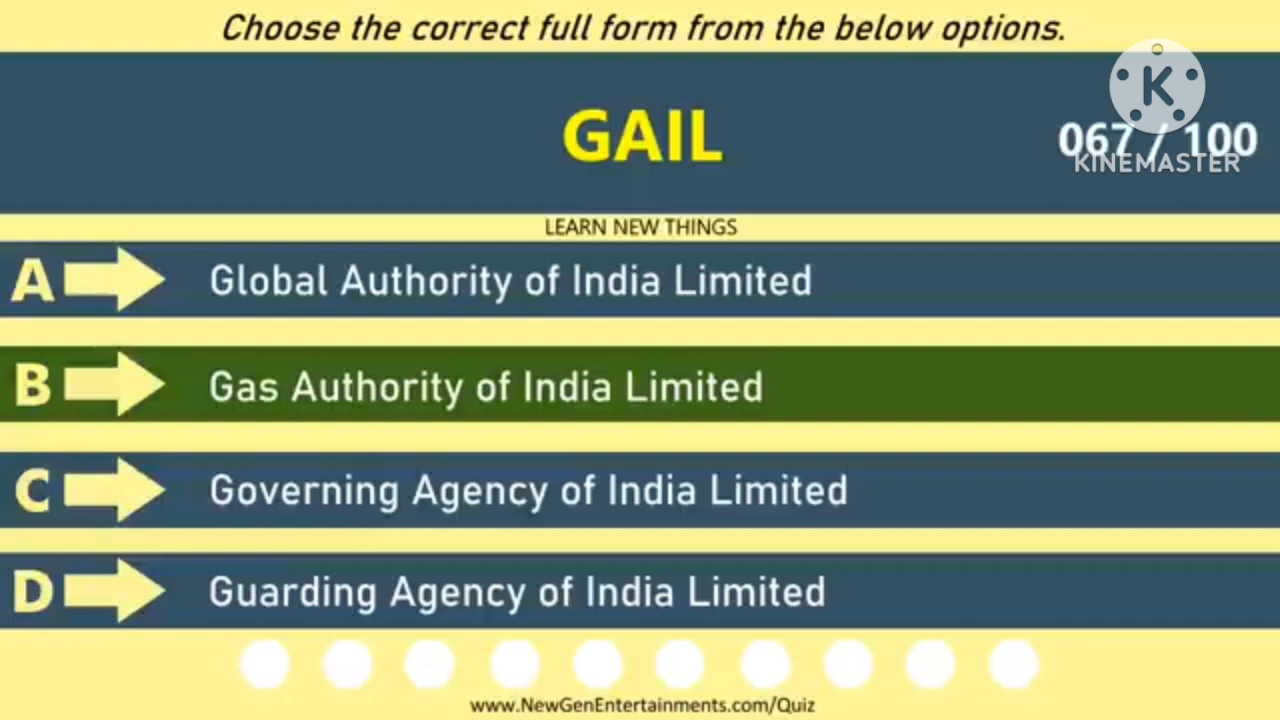 Choose the correct full form from the below options.
GAIL
067 / 100
K
KINEMASTER
LEARN NEW THINGS
A Global Authority of India Limited
B Gas Authority of India Limited
C Governing Agency of India Limited
D Guarding Agency of India Limited
www.NewGenEntertainments.com/Quiz